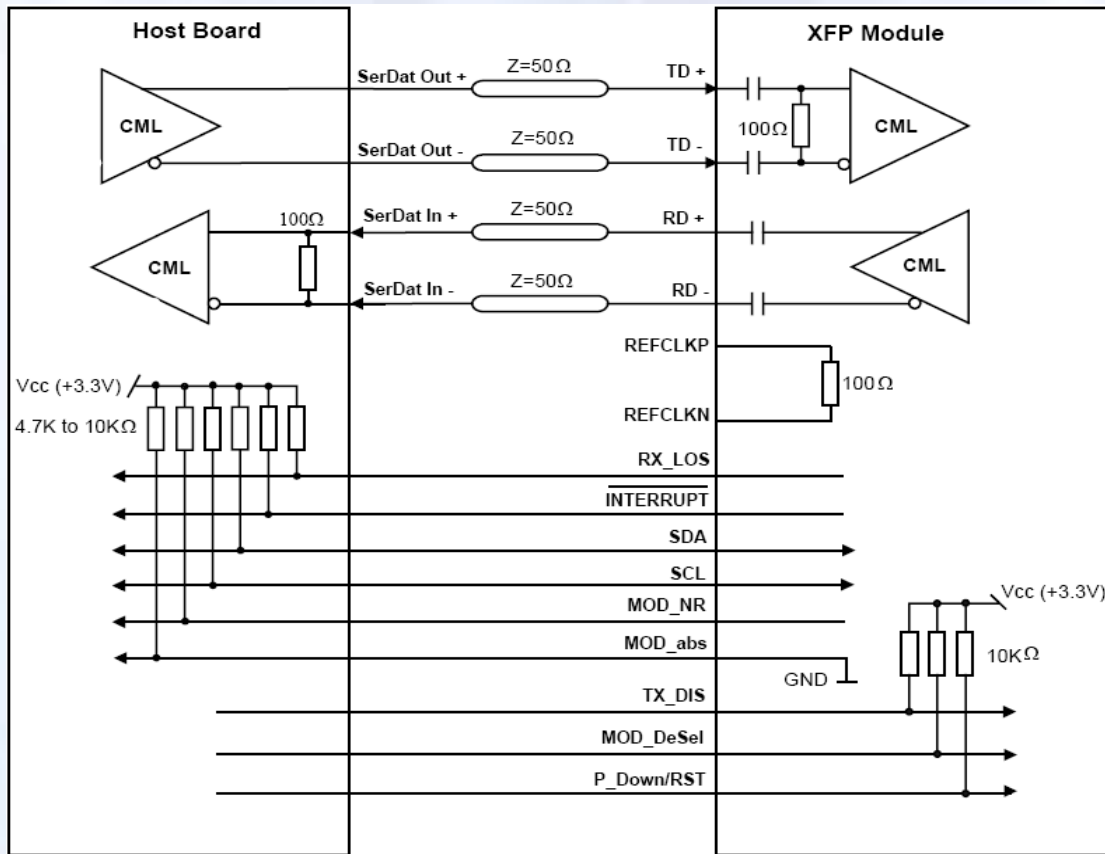 Host Board
XFP Module
SerDat Out +
Z=50Ω
TD +
CML
100Ω
CML
SerDat Out -
Z=50Ω
TD -
100Ω
SerDat In +
Z=50Ω
RD +
CML
CML
SerDat In -
Z=50Ω
RD -
REFCLKP
Vcc (+3.3V)
100Ω
4.7K to 10KΩ
REFCLKN
RX_LOS
INTERRUPT
SDA
SCL
Vcc (+3.3V)
MOD_NR
MOD_abs
10KΩ
GND
TX_DIS
MOD_DeSel
P_Down/RST